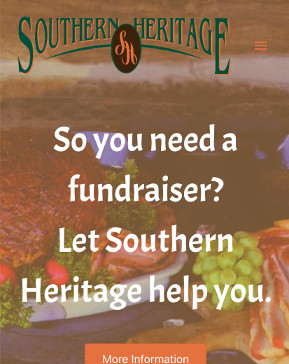 SOUTHERN HERITAGE
SH
So you need a
fundraiser?
Let Southern
Heritage help you.
More Information